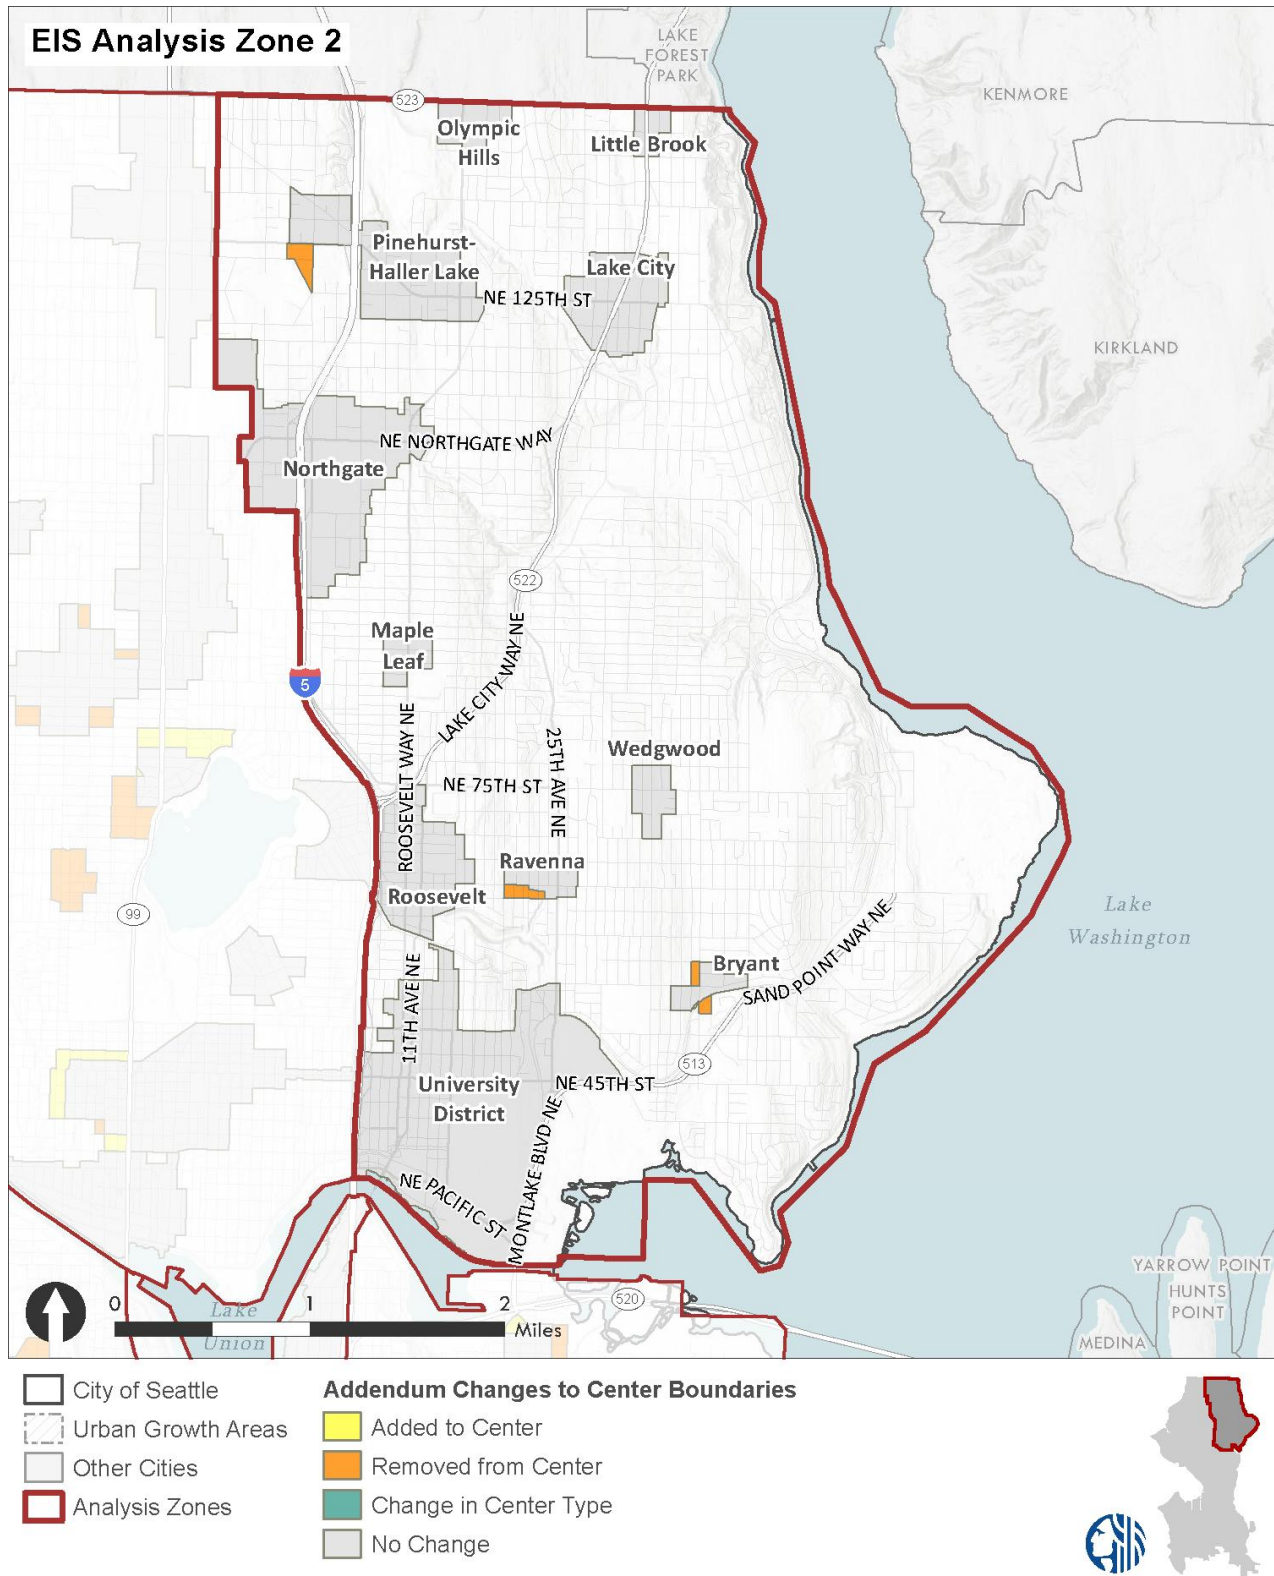 EIS Analysis Zone 2
LAKE
FOREST
PARK
KENMORE
523
Olympic
Hills
Little Brook
Pinehurst-
Haller Lake
Lake City
NE 125TH ST
KIRKLAND
NE NORTHGATE WAY
Northgate
522
Maple
Leaf
5
LAKE CITY WAY NE
ROOSEVELT WAY NE
25TH AVE NE
Wedgwood
NE 75TH ST
Ravenna
Roosevelt
99
Lake
Washington
SAND POINT WAY NE
Bryant
11TH AVE NE
513
University
District
NE 45TH ST
MONTLAKE BLVD NE
NE PACIFIC ST
YARROW POINT
HUNTS
POINT
MEDINA
520
Lake
Union
0 1 2
Miles
City of Seattle
Urban Growth Areas
Other Cities
Analysis Zones
Addendum Changes to Center Boundaries
Added to Center
Removed from Center
Change in Center Type
No Change